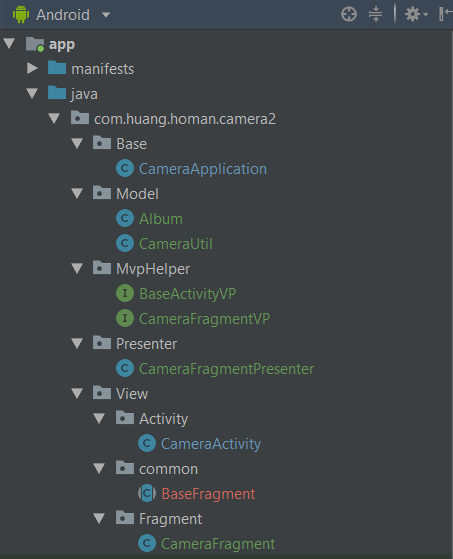 Android
app
manifests
java
com.huang.homan.camera2
Base
C CameraApplication
Model
C Album
C CameraUtil
MvpHelper
I BaseActivityVP
I CameraFragmentVP
Presenter
C CameraFragmentPresenter
View
Activity
C CameraActivity
common
C BaseFragment
Fragment
C CameraFragment